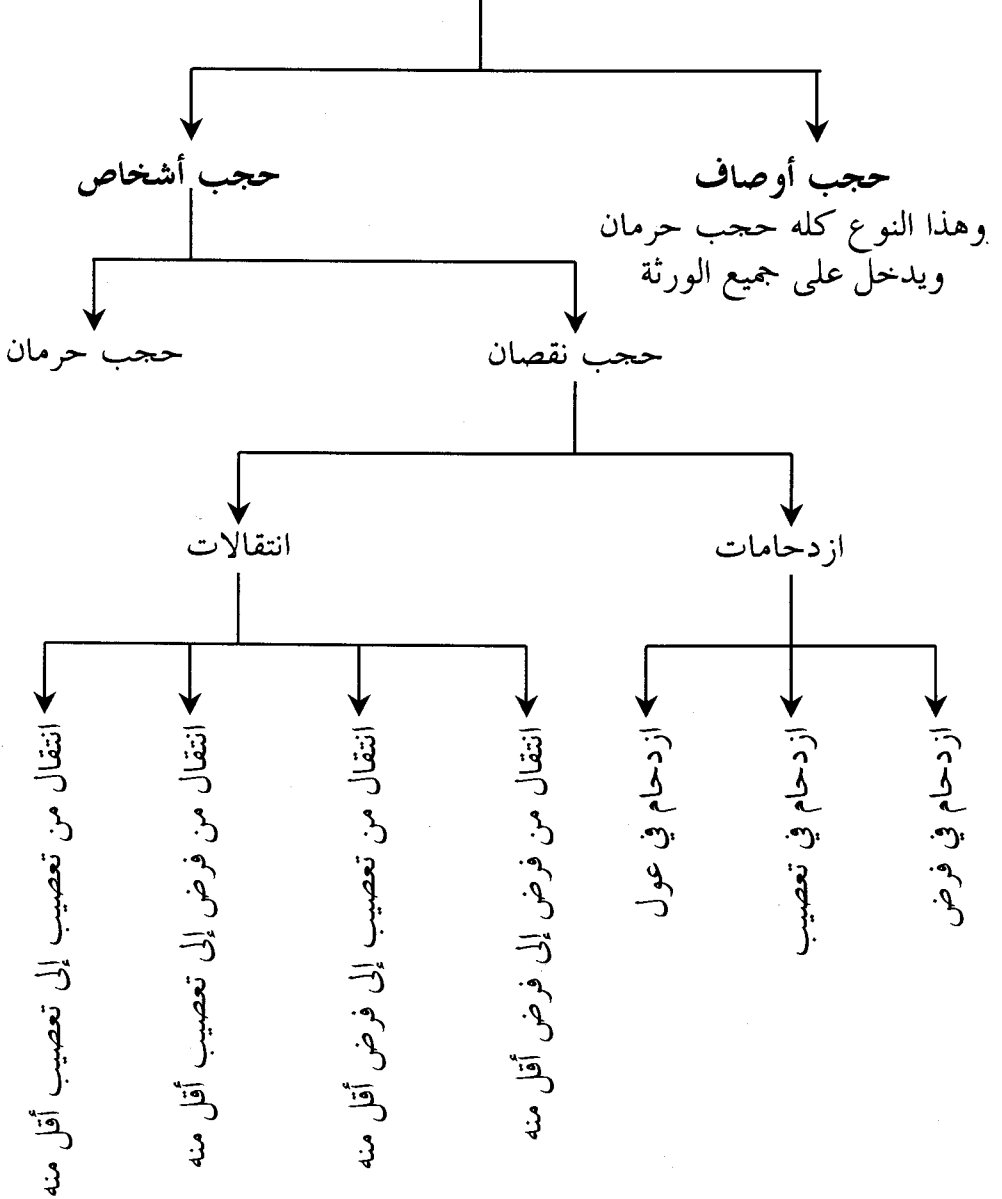 حجب أوصاف
وهذا النوع كله حجب حرمان
ويدخل على جميع الورثة
حجب أشخاص
حجب نقصان
حجب حرمان
ازدحامات
انتقالات
ازدحام في فرض
ازدحام في تعصيب
ازدحام في عول
انتقال من فرض إلى فرض أقل منه
انتقال من تعصيب إلى فرض أقل منه
انتقال من فرض إلى تعصيب أقل منه
انتقال من تعصيب إلى تعصيب أقل منه